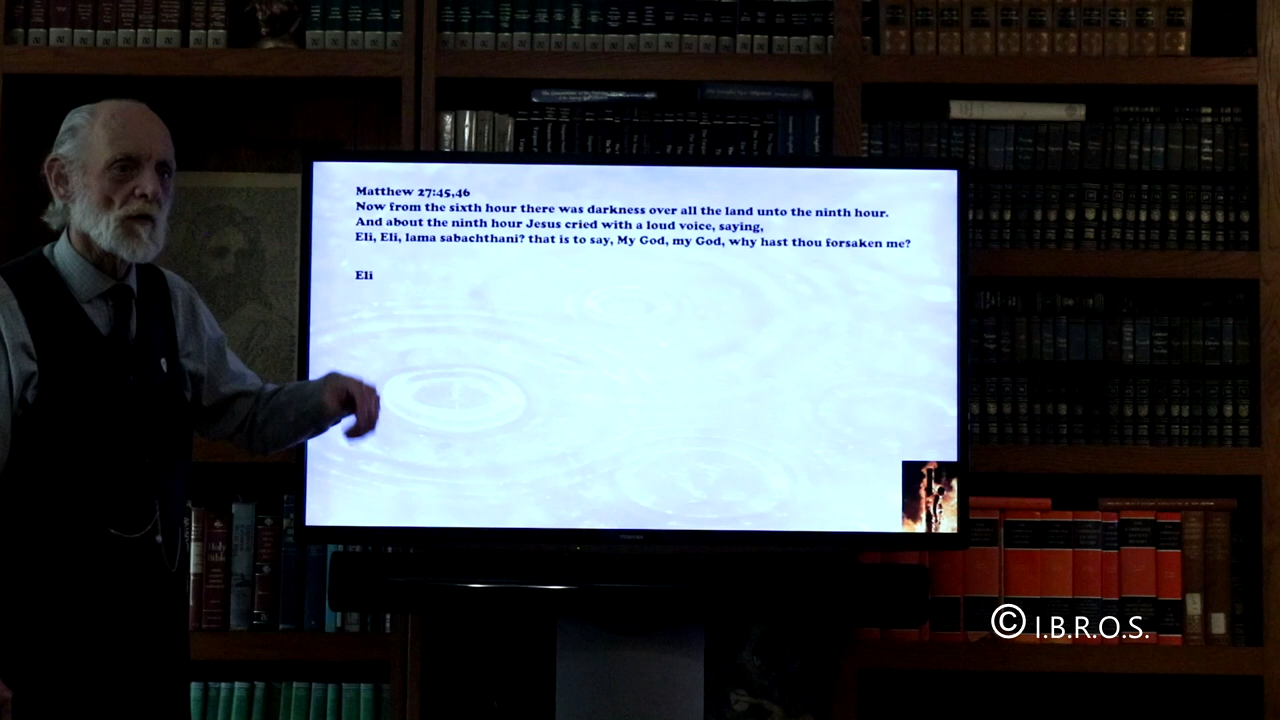 Matthew 27:45,46
Now from the sixth hour there was darkness over all the land unto the ninth hour.
And about the ninth hour Jesus cried with a loud voice, saying,
Eli, Eli, lama sabachthani? that is to say, My God, my God, why hast thou forsaken me?
Eli
Holy
Bible
© I.B.R.O.S.